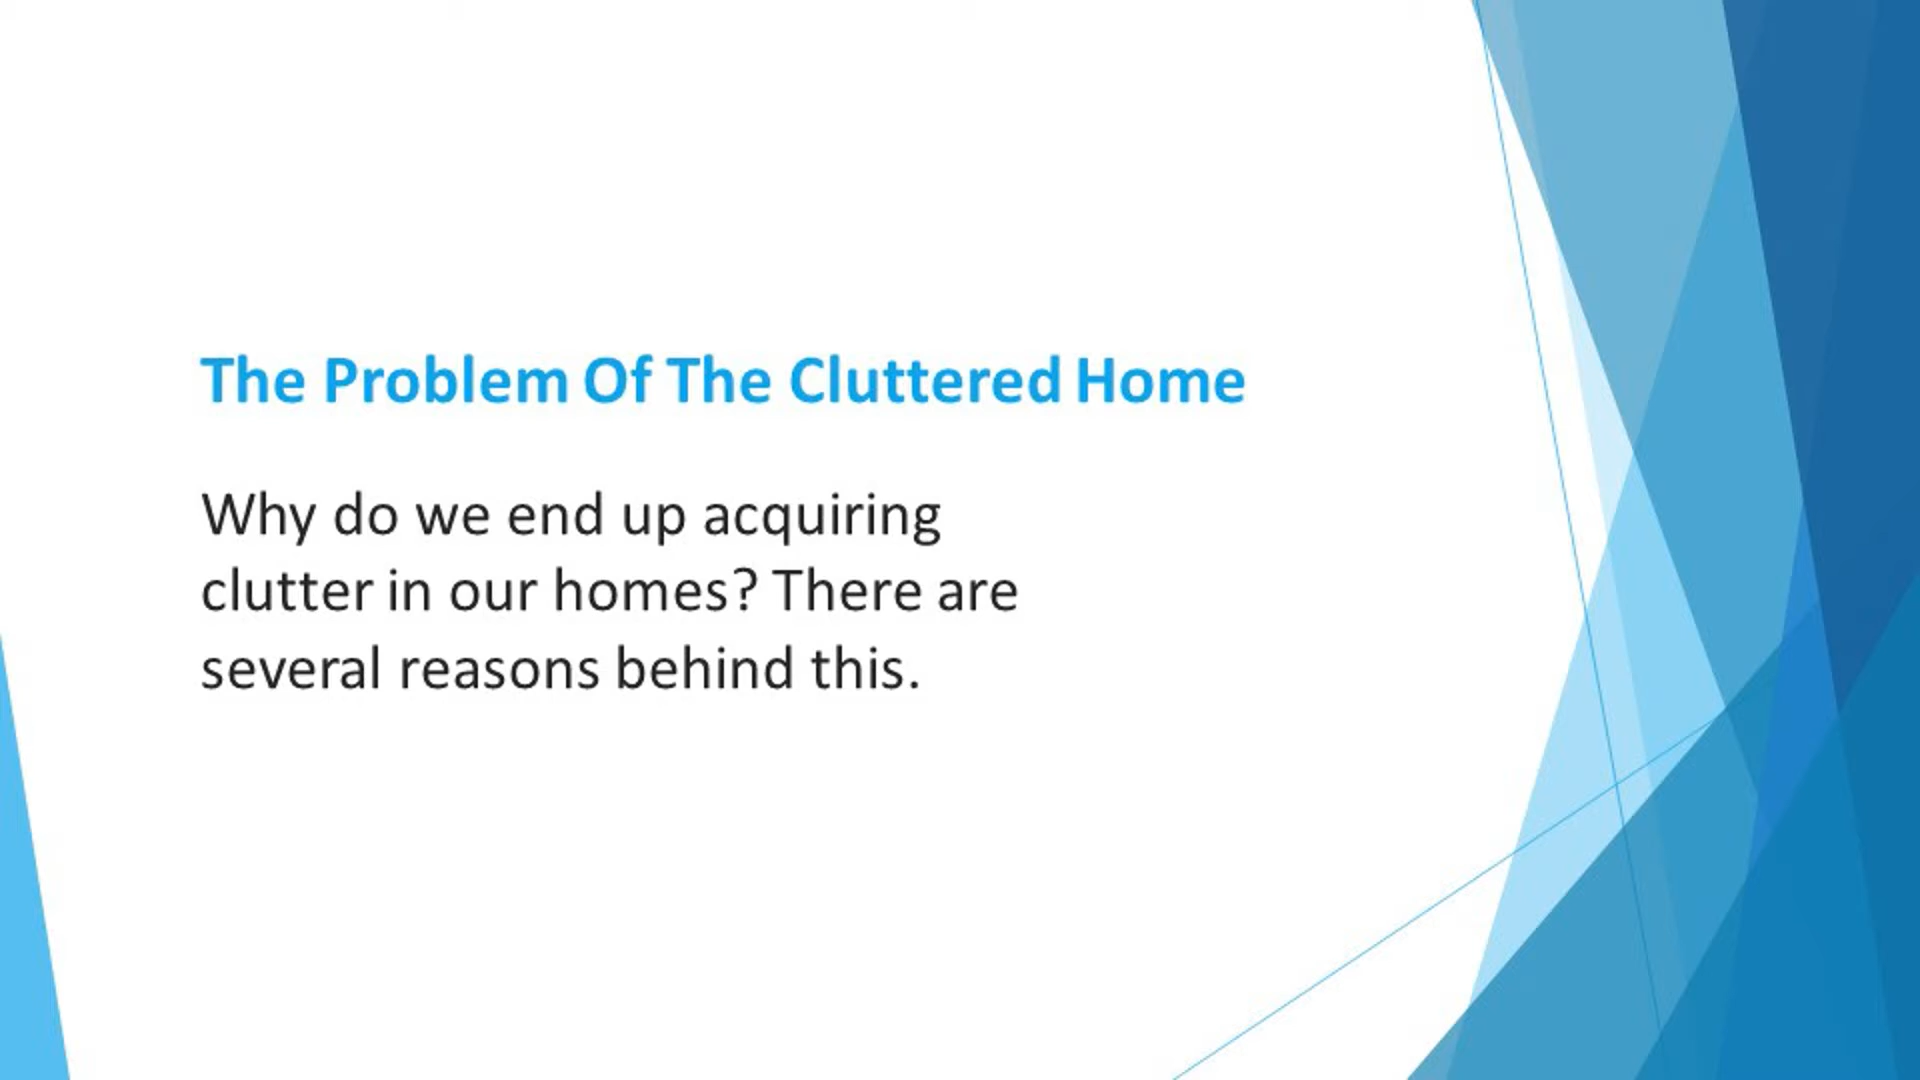 The Problem Of The Cluttered Home
Why do we end up acquiring
clutter in our homes? There are
several reasons behind this.